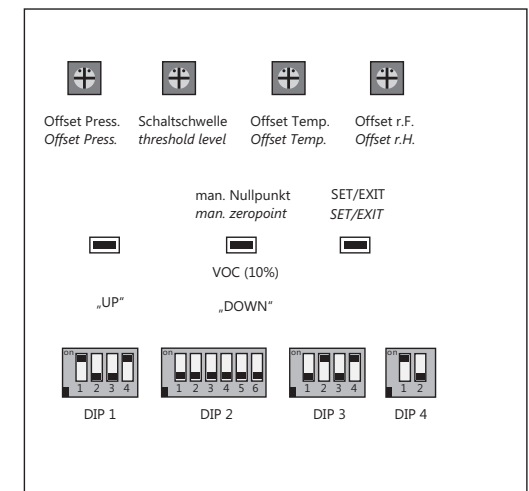 Offset Press. Schaltschwelle Offset Temp. Offset r.F.
Offset Press. threshold level Offset Temp. Offset r.H.
man. Nullpunkt SET/EXIT
man. zeropoint SET/EXIT
VOC (10%)
„UP“ „DOWN“
on on on on
1 2 3 4 1 2 3 4 5 6 1 2 3 4 1 2
DIP 1 DIP 2 DIP 3 DIP 4